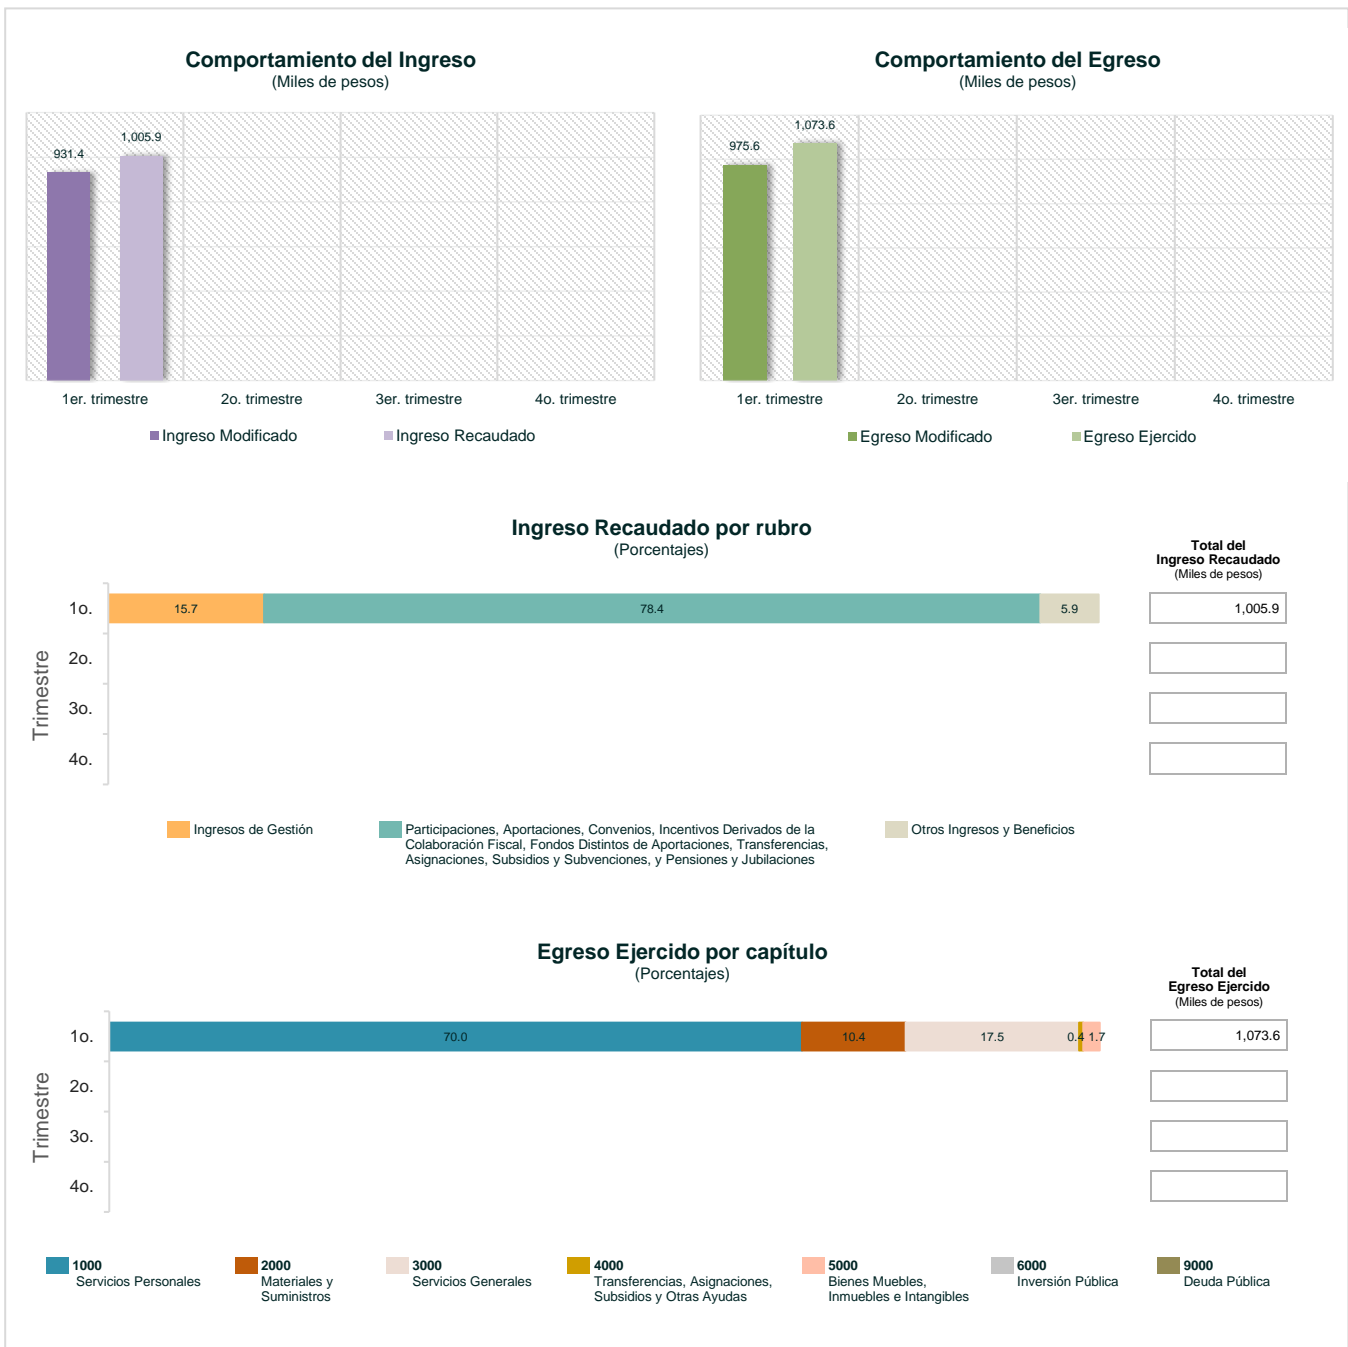 Comportamiento del Ingreso
(Miles de pesos)
931.4
1,005.9
1er. trimestre
2o. trimestre
3er. trimestre
4o. trimestre
Ingreso Modificado
Ingreso Recaudado
Comportamiento del Egreso
(Miles de pesos)
975.6
1,073.6
1er. trimestre
2o. trimestre
3er. trimestre
4o. trimestre
Egreso Modificado
Egreso Ejercido
Ingreso Recaudado por rubro
(Porcentajes)
Total del
Ingreso Recaudado
(Miles de pesos)
Trimestre
1o.
15.7
78.4
5.9
1,005.9
2o.
3o.
4o.
Ingresos de Gestión
Participaciones, Aportaciones, Convenios, Incentivos Derivados de la
Colaboración Fiscal, Fondos Distintos de Aportaciones, Transferencias,
Asignaciones, Subsidios y Subvenciones, y Pensiones y Jubilaciones
Otros Ingresos y Beneficios
Egreso Ejercido por capítulo
(Porcentajes)
Total del
Egreso Ejercido
(Miles de pesos)
Trimestre
1o.
70.0
10.4
17.5
0.4
1.7
1,073.6
2o.
3o.
4o.
1000
Servicios Personales
2000
Materiales y
Suministros
3000
Servicios Generales
4000
Transferencias, Asignaciones,
Subsidios y Otras Ayudas
5000
Bienes Muebles,
Inmuebles e Intangibles
6000
Inversión Pública
9000
Deuda Pública